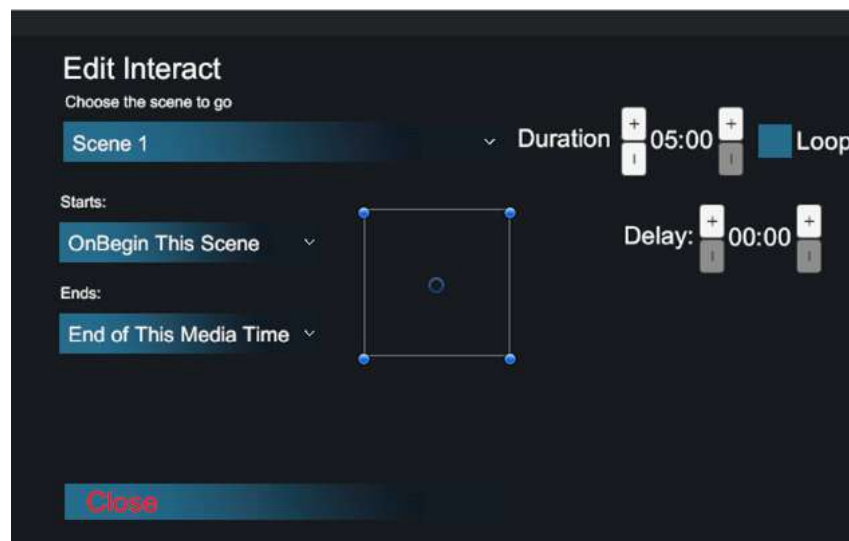 Edit Interact
Choose the scene to go
Scene 1
Duration + 05:00 + Loop
Starts:
OnBegin This Scene
Delay: + 00:00 +
Ends:
End of This Media Time
Close